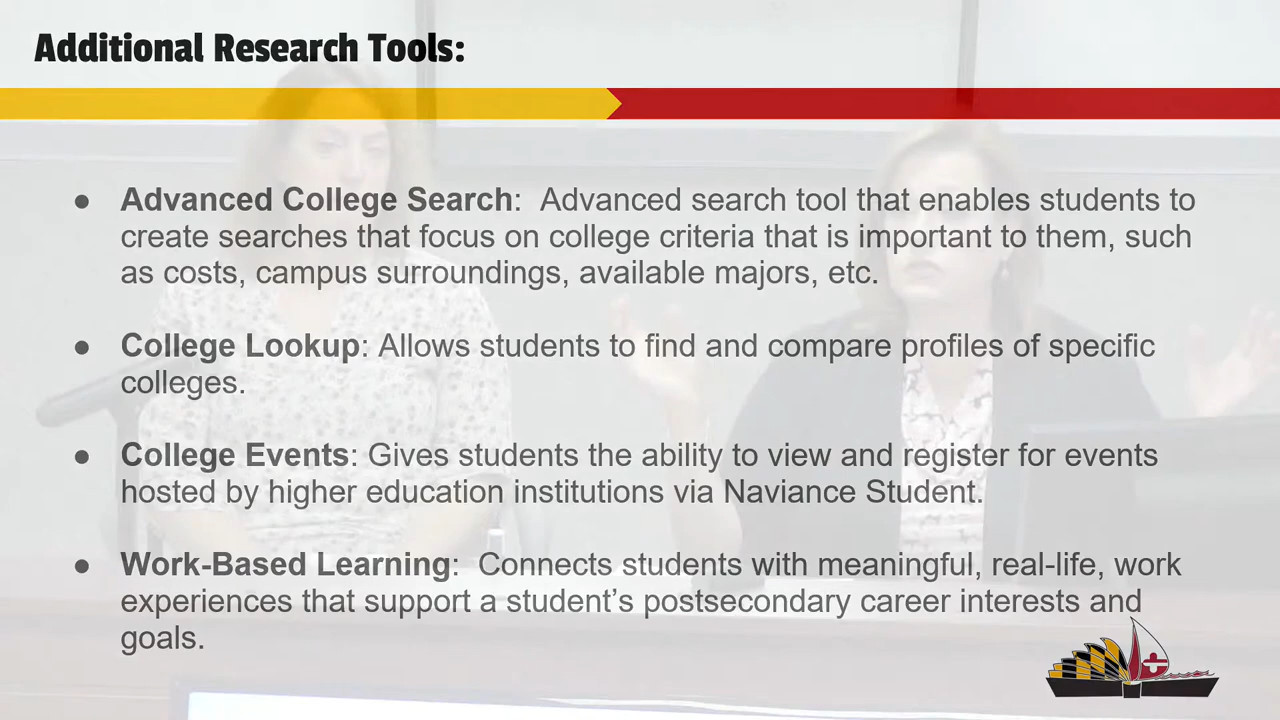 Additional Research Tools:
● Advanced College Search:  Advanced search tool that enables students to
create searches that focus on college criteria that is important to them, such
as costs, campus surroundings, available majors, etc.
● College Lookup: Allows students to find and compare profiles of specific
colleges.
● College Events: Gives students the ability to view and register for events
hosted by higher education institutions via Naviance Student.
● Work-Based Learning:  Connects students with meaningful, real-life, work
experiences that support a student’s postsecondary career interests and
goals.